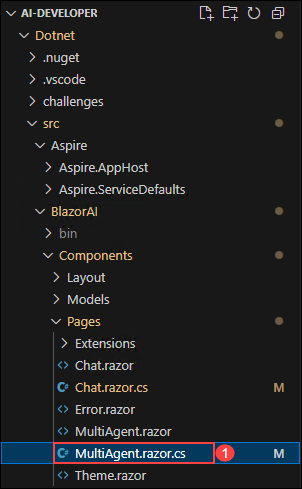 AI-DEVELOPER
Dotnet
.nuget
.vscode
challenges
src
Aspire
Aspire.AppHost
Aspire.ServiceDefaults
BlazorAI
bin
Components
Layout
Models
Pages
Extensions
Chat.razor
C# Chat.razor.cs M
Error.razor
MultiAgent.razor
C# MultiAgent.razor.cs 1 M
Theme.razor